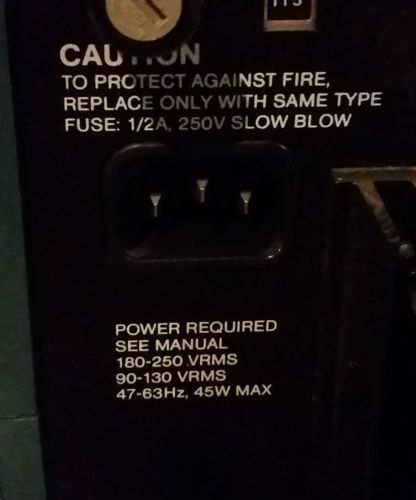 115
CAUTION
TO PROTECT AGAINST FIRE,
REPLACE ONLY WITH SAME TYPE
FUSE: 1/2A, 250V SLOW BLOW
POWER REQUIRED
SEE MANUAL
180-250 VRMS
90-130 VRMS
47-63Hz, 45W MAX